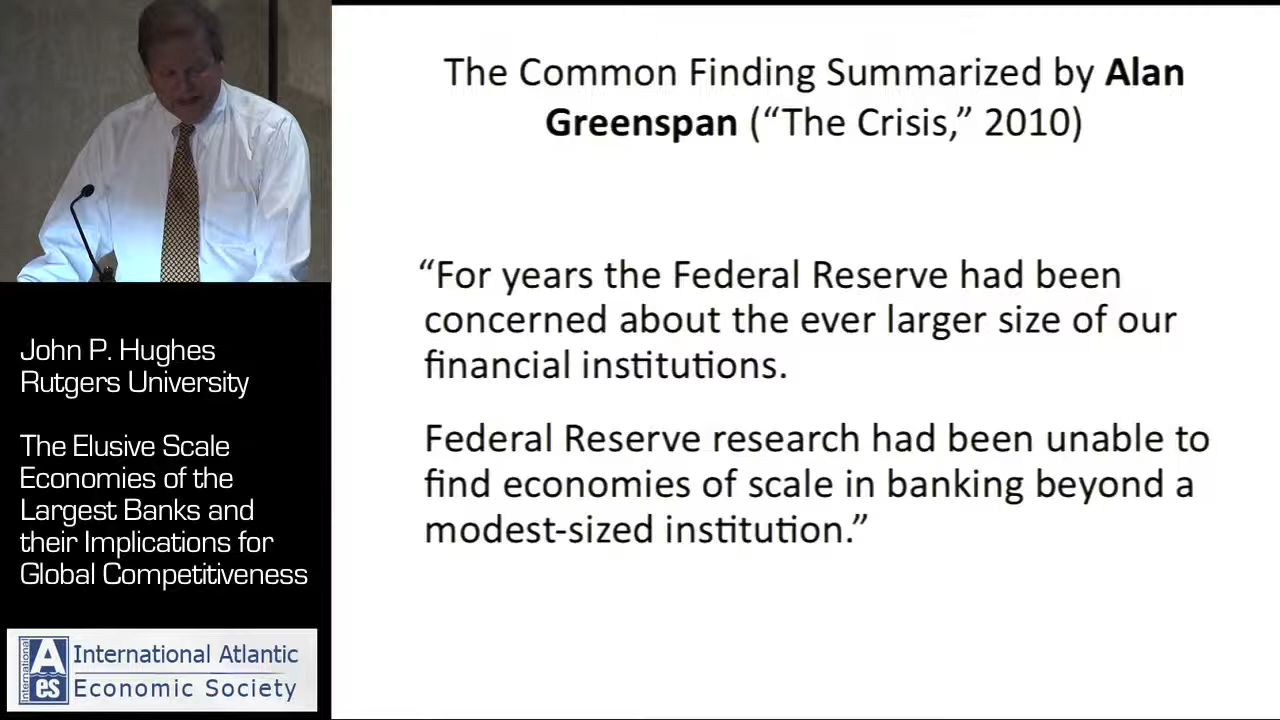 The Common Finding Summarized by Alan
Greenspan (“The Crisis,” 2010)
“For years the Federal Reserve had been
concerned about the ever larger size of our
financial institutions.
Federal Reserve research had been unable to
find economies of scale in banking beyond a
modest-sized institution.”
John P. Hughes
Rutgers University
The Elusive Scale
Economies of the
Largest Banks and
their Implications for
Global Competitiveness
International
A
es
International Atlantic
Economic Society